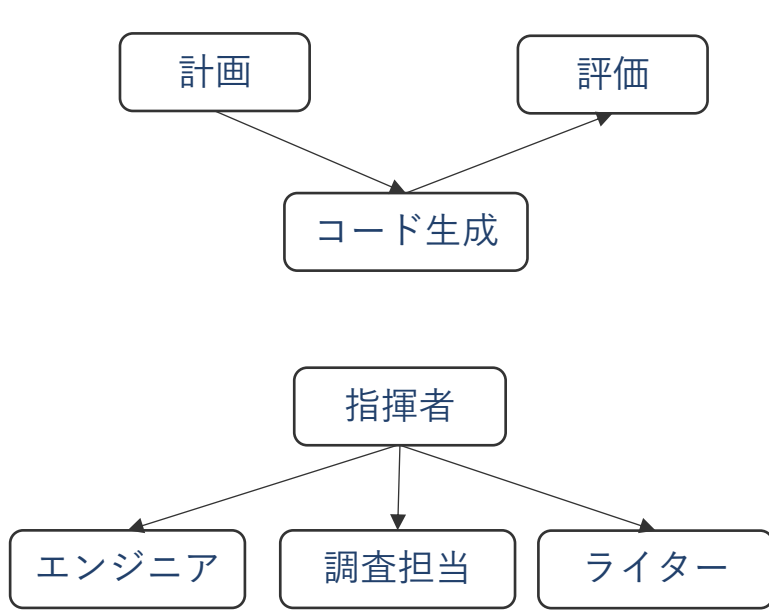 計画
評価
コード生成
指揮者
エンジニア
調査担当
ライター